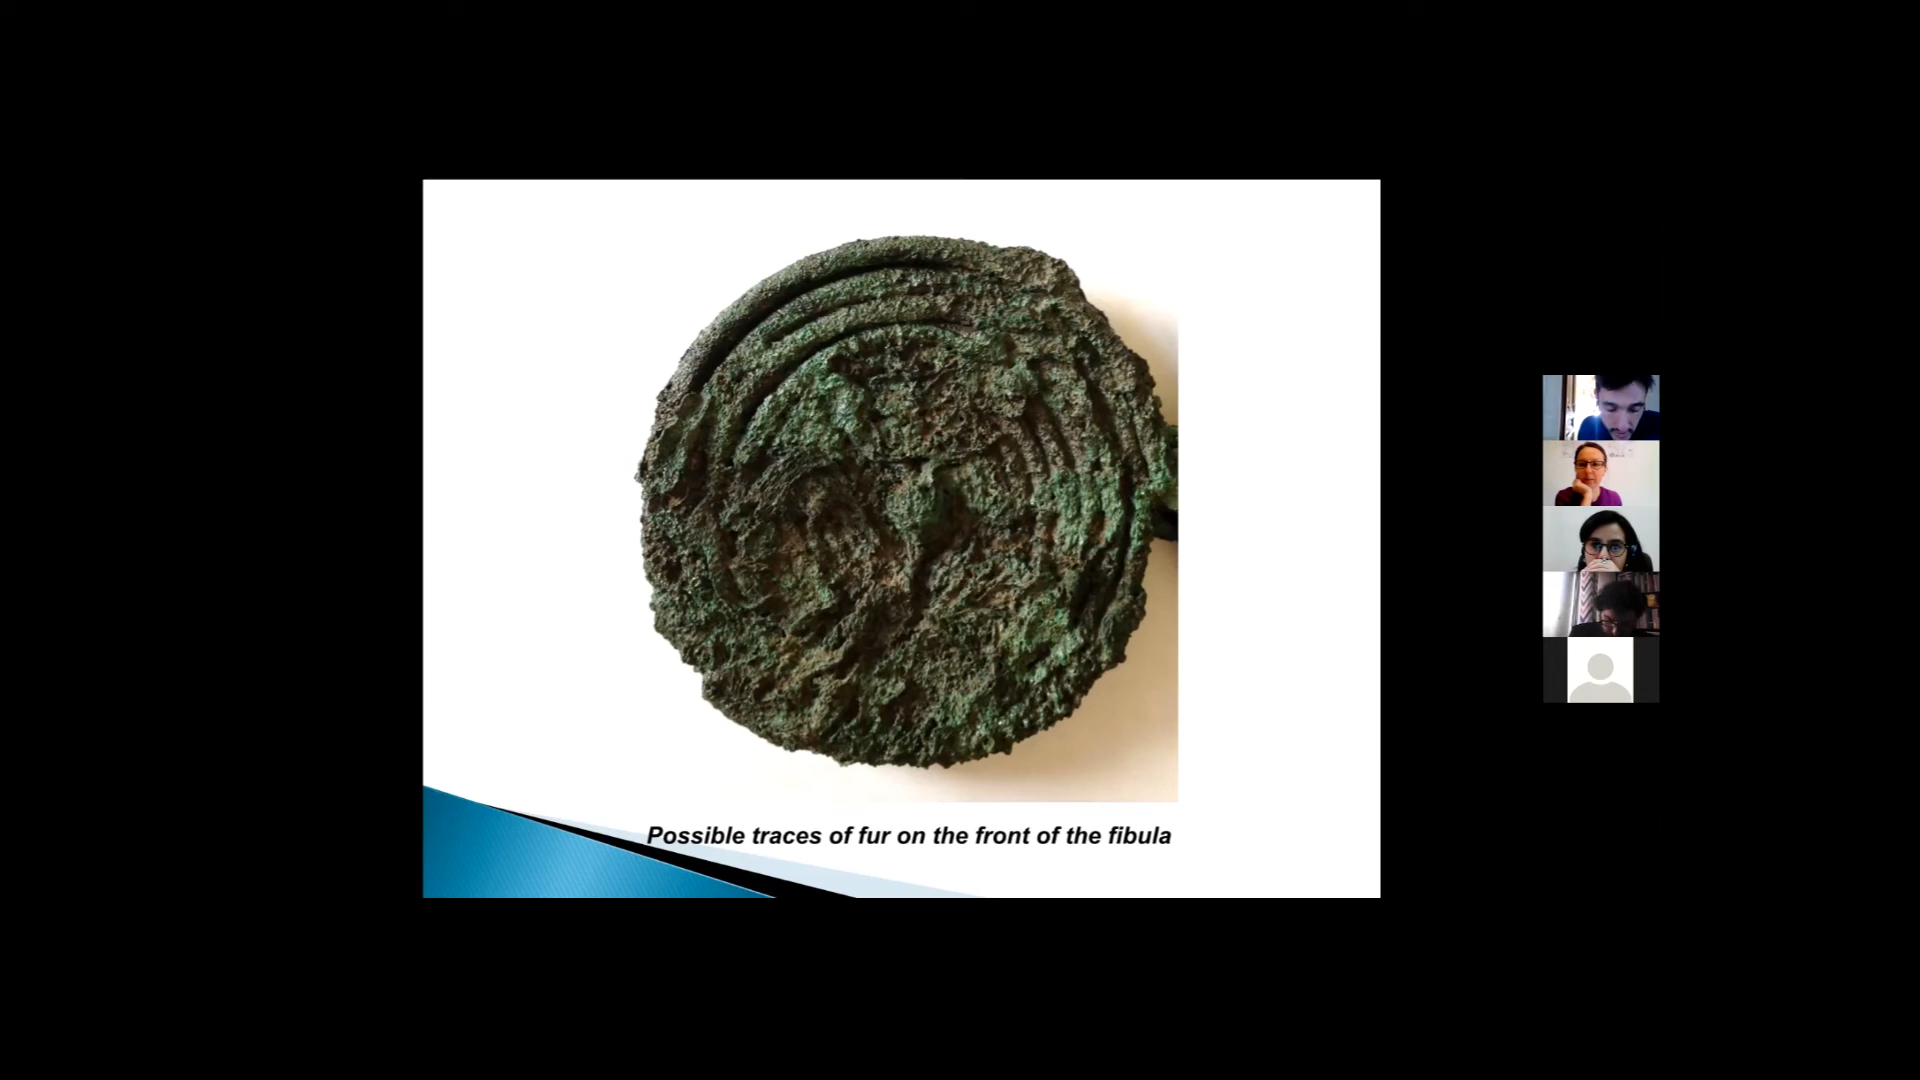 Possible traces of fur on the front of the fibula